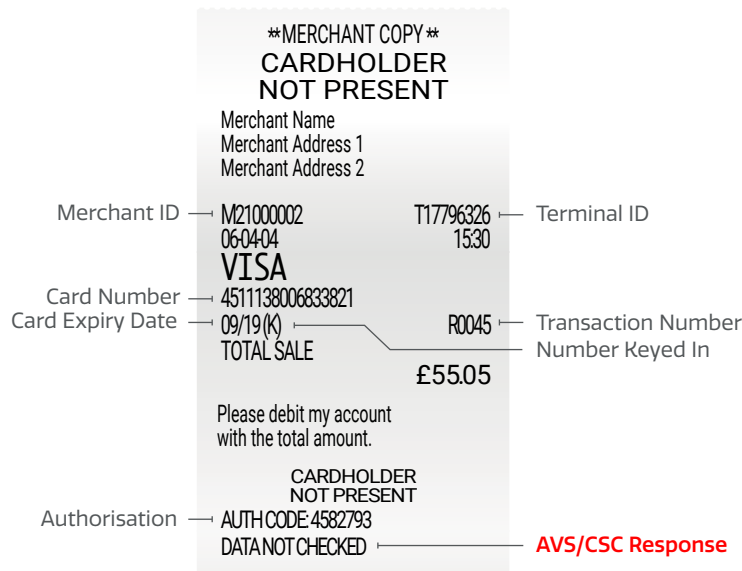 **MERCHANT COPY**
CARDHOLDER
NOT PRESENT
Merchant Name
Merchant Address 1
Merchant Address 2
Merchant ID M21000002 T17796326 Terminal ID
06-04-04 15:30
VISA
Card Number 4511138006833821
Card Expiry Date 09/19 (K) R0045 Transaction Number
TOTAL SALE Number Keyed In
£55.05
Please debit my account
with the total amount.
CARDHOLDER
NOT PRESENT
Authorisation AUTH CODE: 4582793
DATA NOT CHECKED AVS/CSC Response